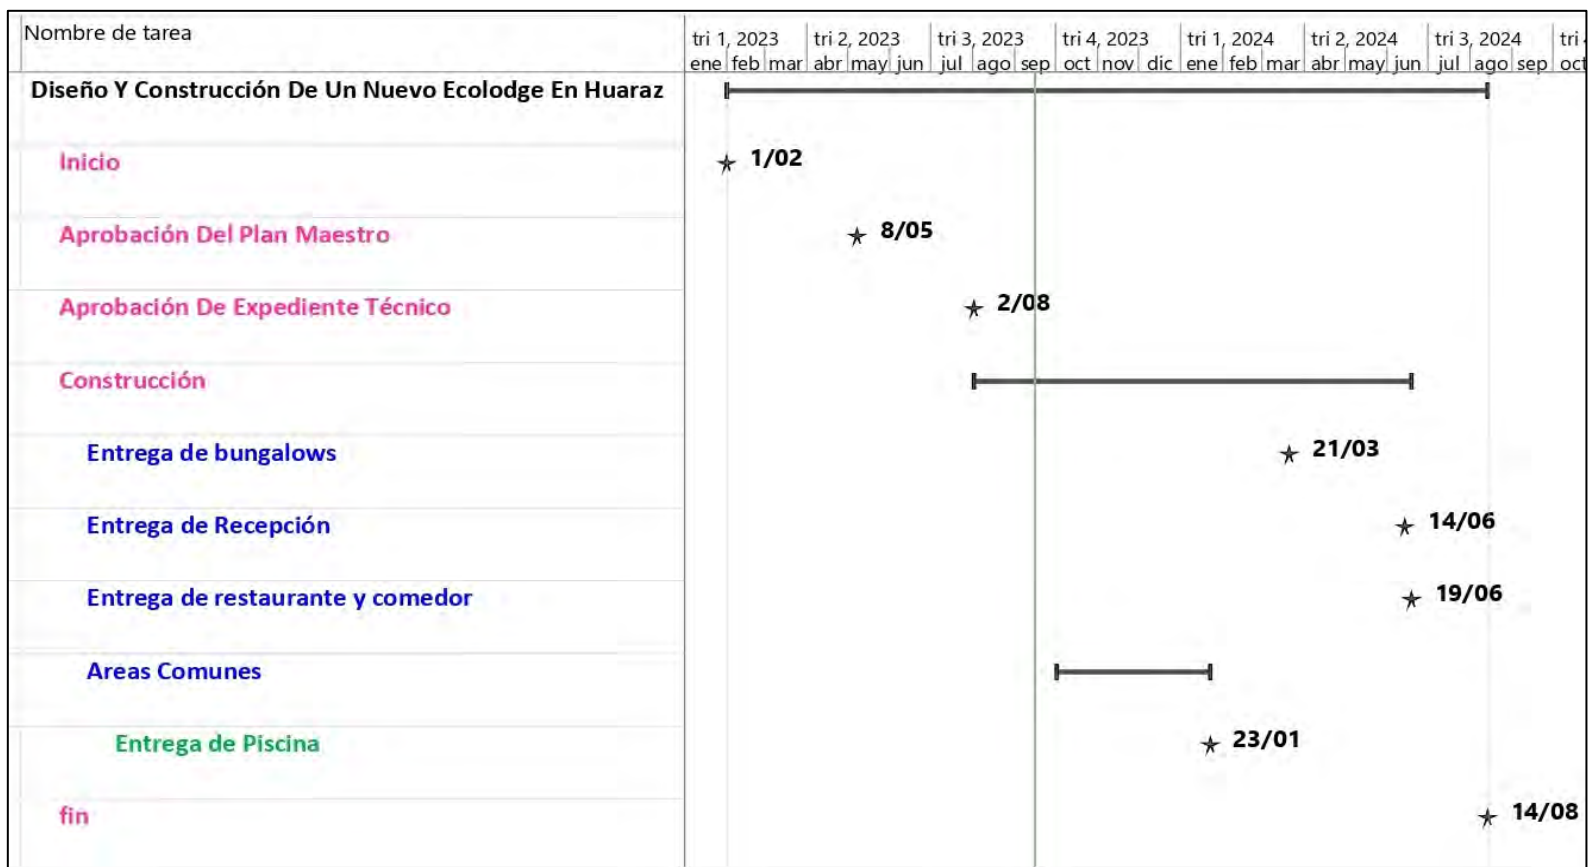 Nombre de tarea
tri 1, 2023 tri 2, 2023 tri 3, 2023 tri 4, 2023 tri 1, 2024 tri 2, 2024 tri 3, 2024 tri
ene feb mar abr may jun jul ago sep oct nov dic ene feb mar abr may jun jul ago sep oct
Diseño Y Construcción De Un Nuevo Ecolodge En Huaraz
Inicio 1/02
Aprobación Del Plan Maestro 8/05
Aprobación De Expediente Técnico 2/08
Construcción
Entrega de bungalows 21/03
Entrega de Recepción 14/06
Entrega de restaurante y comedor 19/06
Areas Comunes
Entrega de Piscina 23/01
fin 14/08